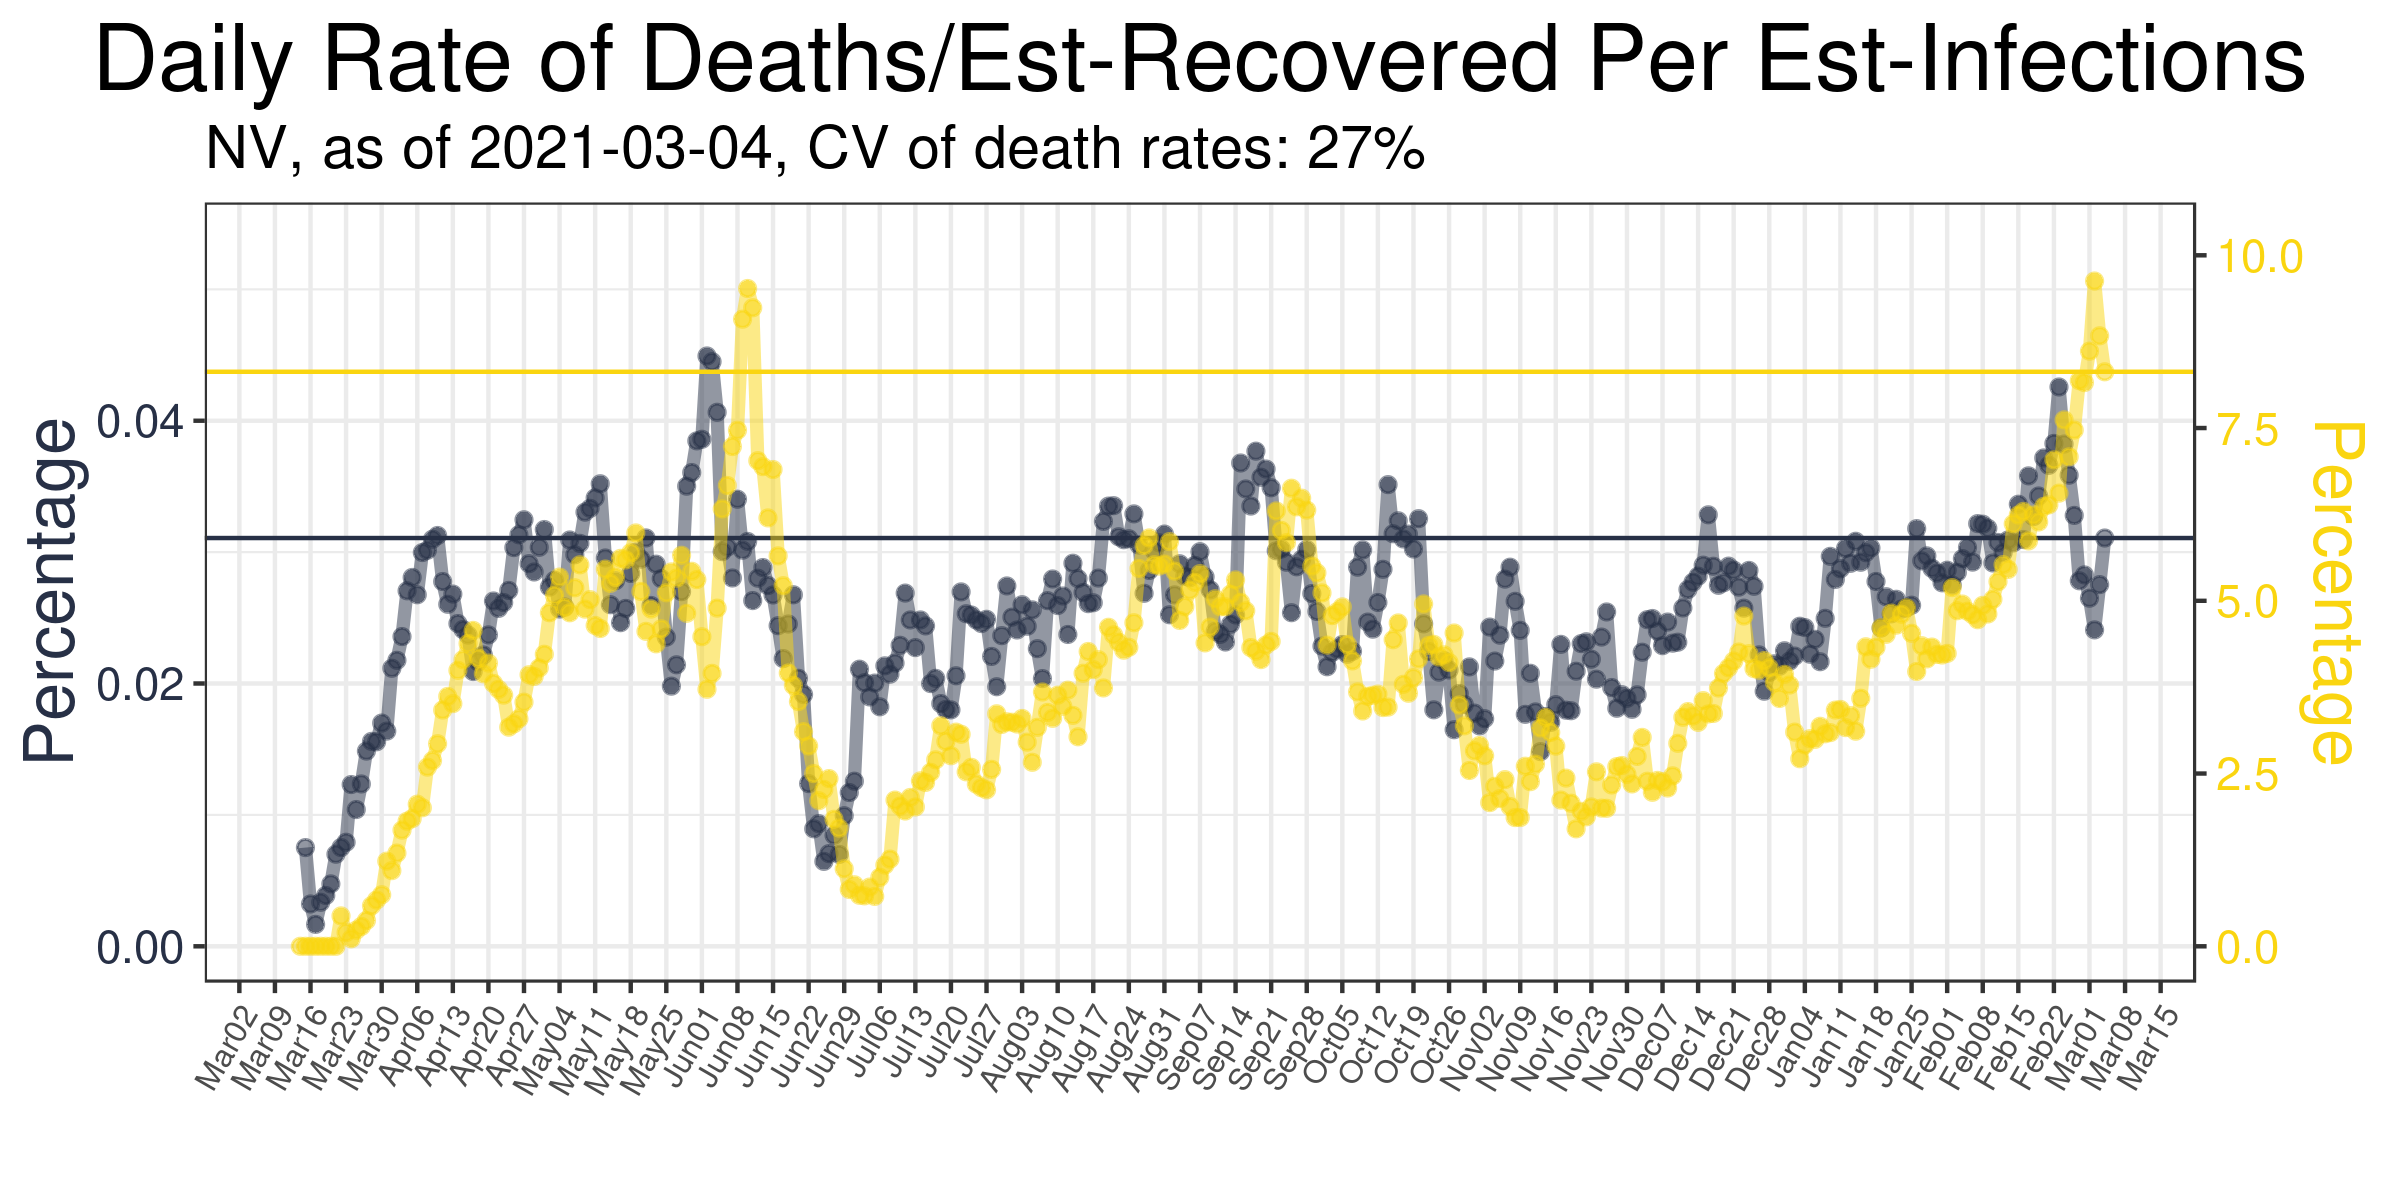 Daily Rate of Deaths/Est-Recovered Per Est-Infections
NV, as of 2021-03-04, CV of death rates: 27%
Percentage
0.04
0.02
0.00
10.0
7.5
5.0
2.5
0.0
Percentage
Mar02
Mar09
Mar16
Mar23
Mar30
Apr06
Apr13
Apr20
Apr27
May04
May11
May18
May25
Jun01
Jun08
Jun15
Jun22
Jun29
Jul06
Jul13
Jul20
Jul27
Aug03
Aug10
Aug17
Aug24
Aug31
Sep07
Sep14
Sep21
Sep28
Oct05
Oct12
Oct19
Oct26
Nov02
Nov09
Nov16
Nov23
Nov30
Dec07
Dec14
Dec21
Dec28
Jan04
Jan11
Jan18
Jan25
Feb01
Feb08
Feb15
Feb22
Mar01
Mar08
Mar15